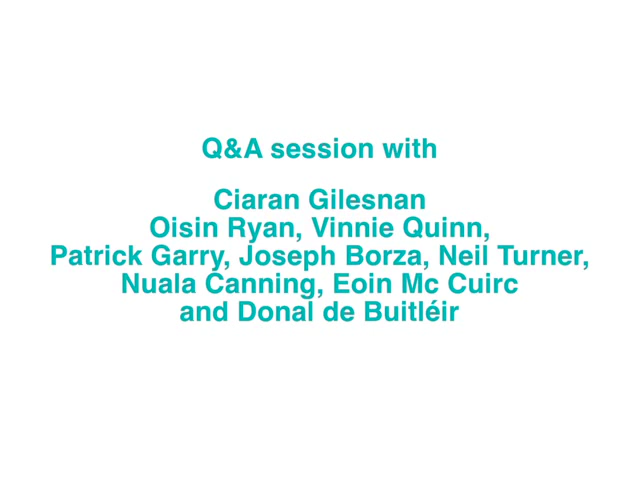 Q&A session with
Ciaran Gilesnan
Oisin Ryan, Vinnie Quinn,
Patrick Garry, Joseph Borza, Neil Turner,
Nuala Canning, Eoin Mc Cuirc
and Donal de Buitléir